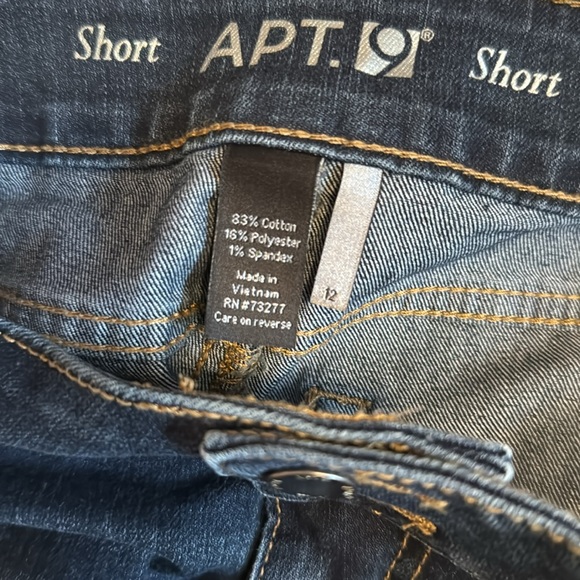 Short APT. 9® Short
83% Cotton
16% Polyester
1% Spandex
Made in
Vietnam
RN #73277
Care on reverse
12